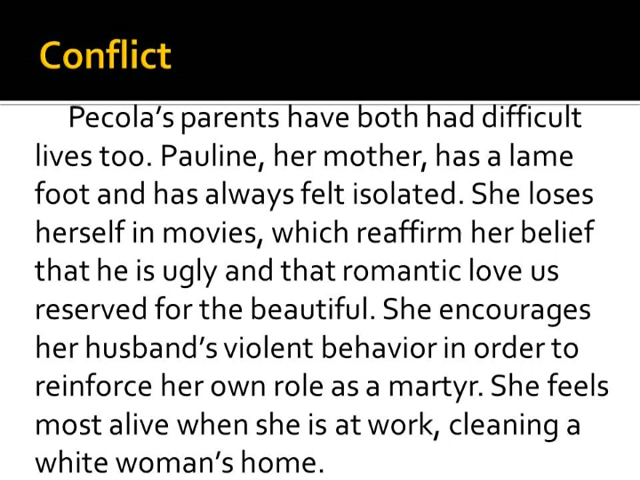 Conflict
Pecola's parents have both had difficult
lives too. Pauline, her mother, has a lame
foot and has always felt isolated. She loses
herself in movies, which reaffirm her belief
that he is ugly and that romantic love us
reserved for the beautiful. She encourages
her husband's violent behavior in order to
reinforce her own role as a martyr. She feels
most alive when she is at work, cleaning a
white woman's home.